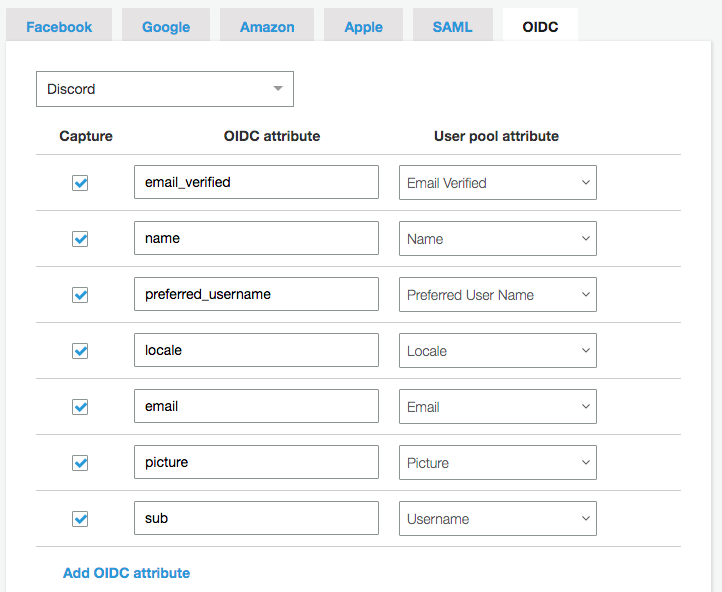 Facebook Google Amazon Apple SAML OIDC
Discord
Capture OIDC attribute User pool attribute
email_verified Email Verified
name Name
preferred_username Preferred User Name
locale Locale
email Email
picture Picture
sub Username
Add OIDC attribute